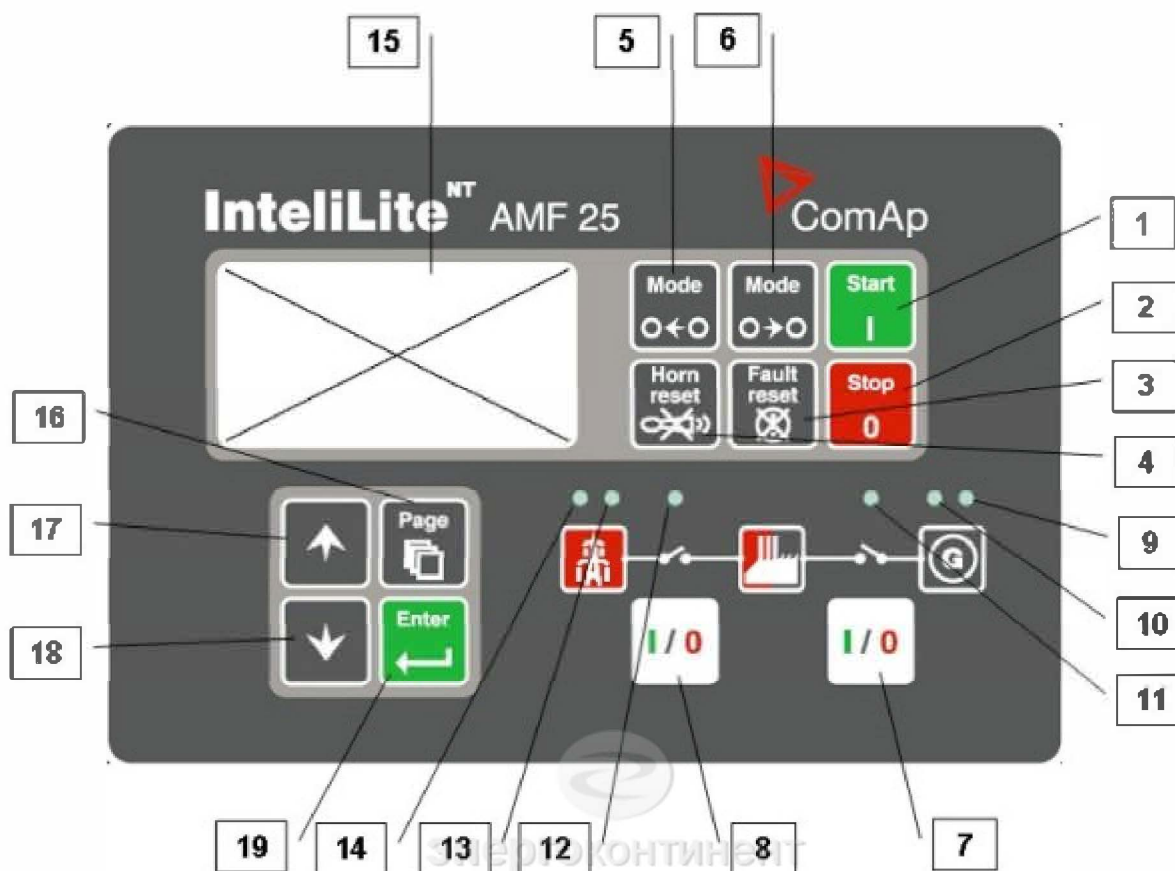 15
5
6
InteliLite NT AMF 25
ComAp
1
Mode
Mode
Start
I
2
Horn reset
Fault reset
Stop
0
3
4
16
17
Page
9
G
Enter
I / 0
I / 0
10
18
11
19
14
13
12
8
7
энергоконтинент